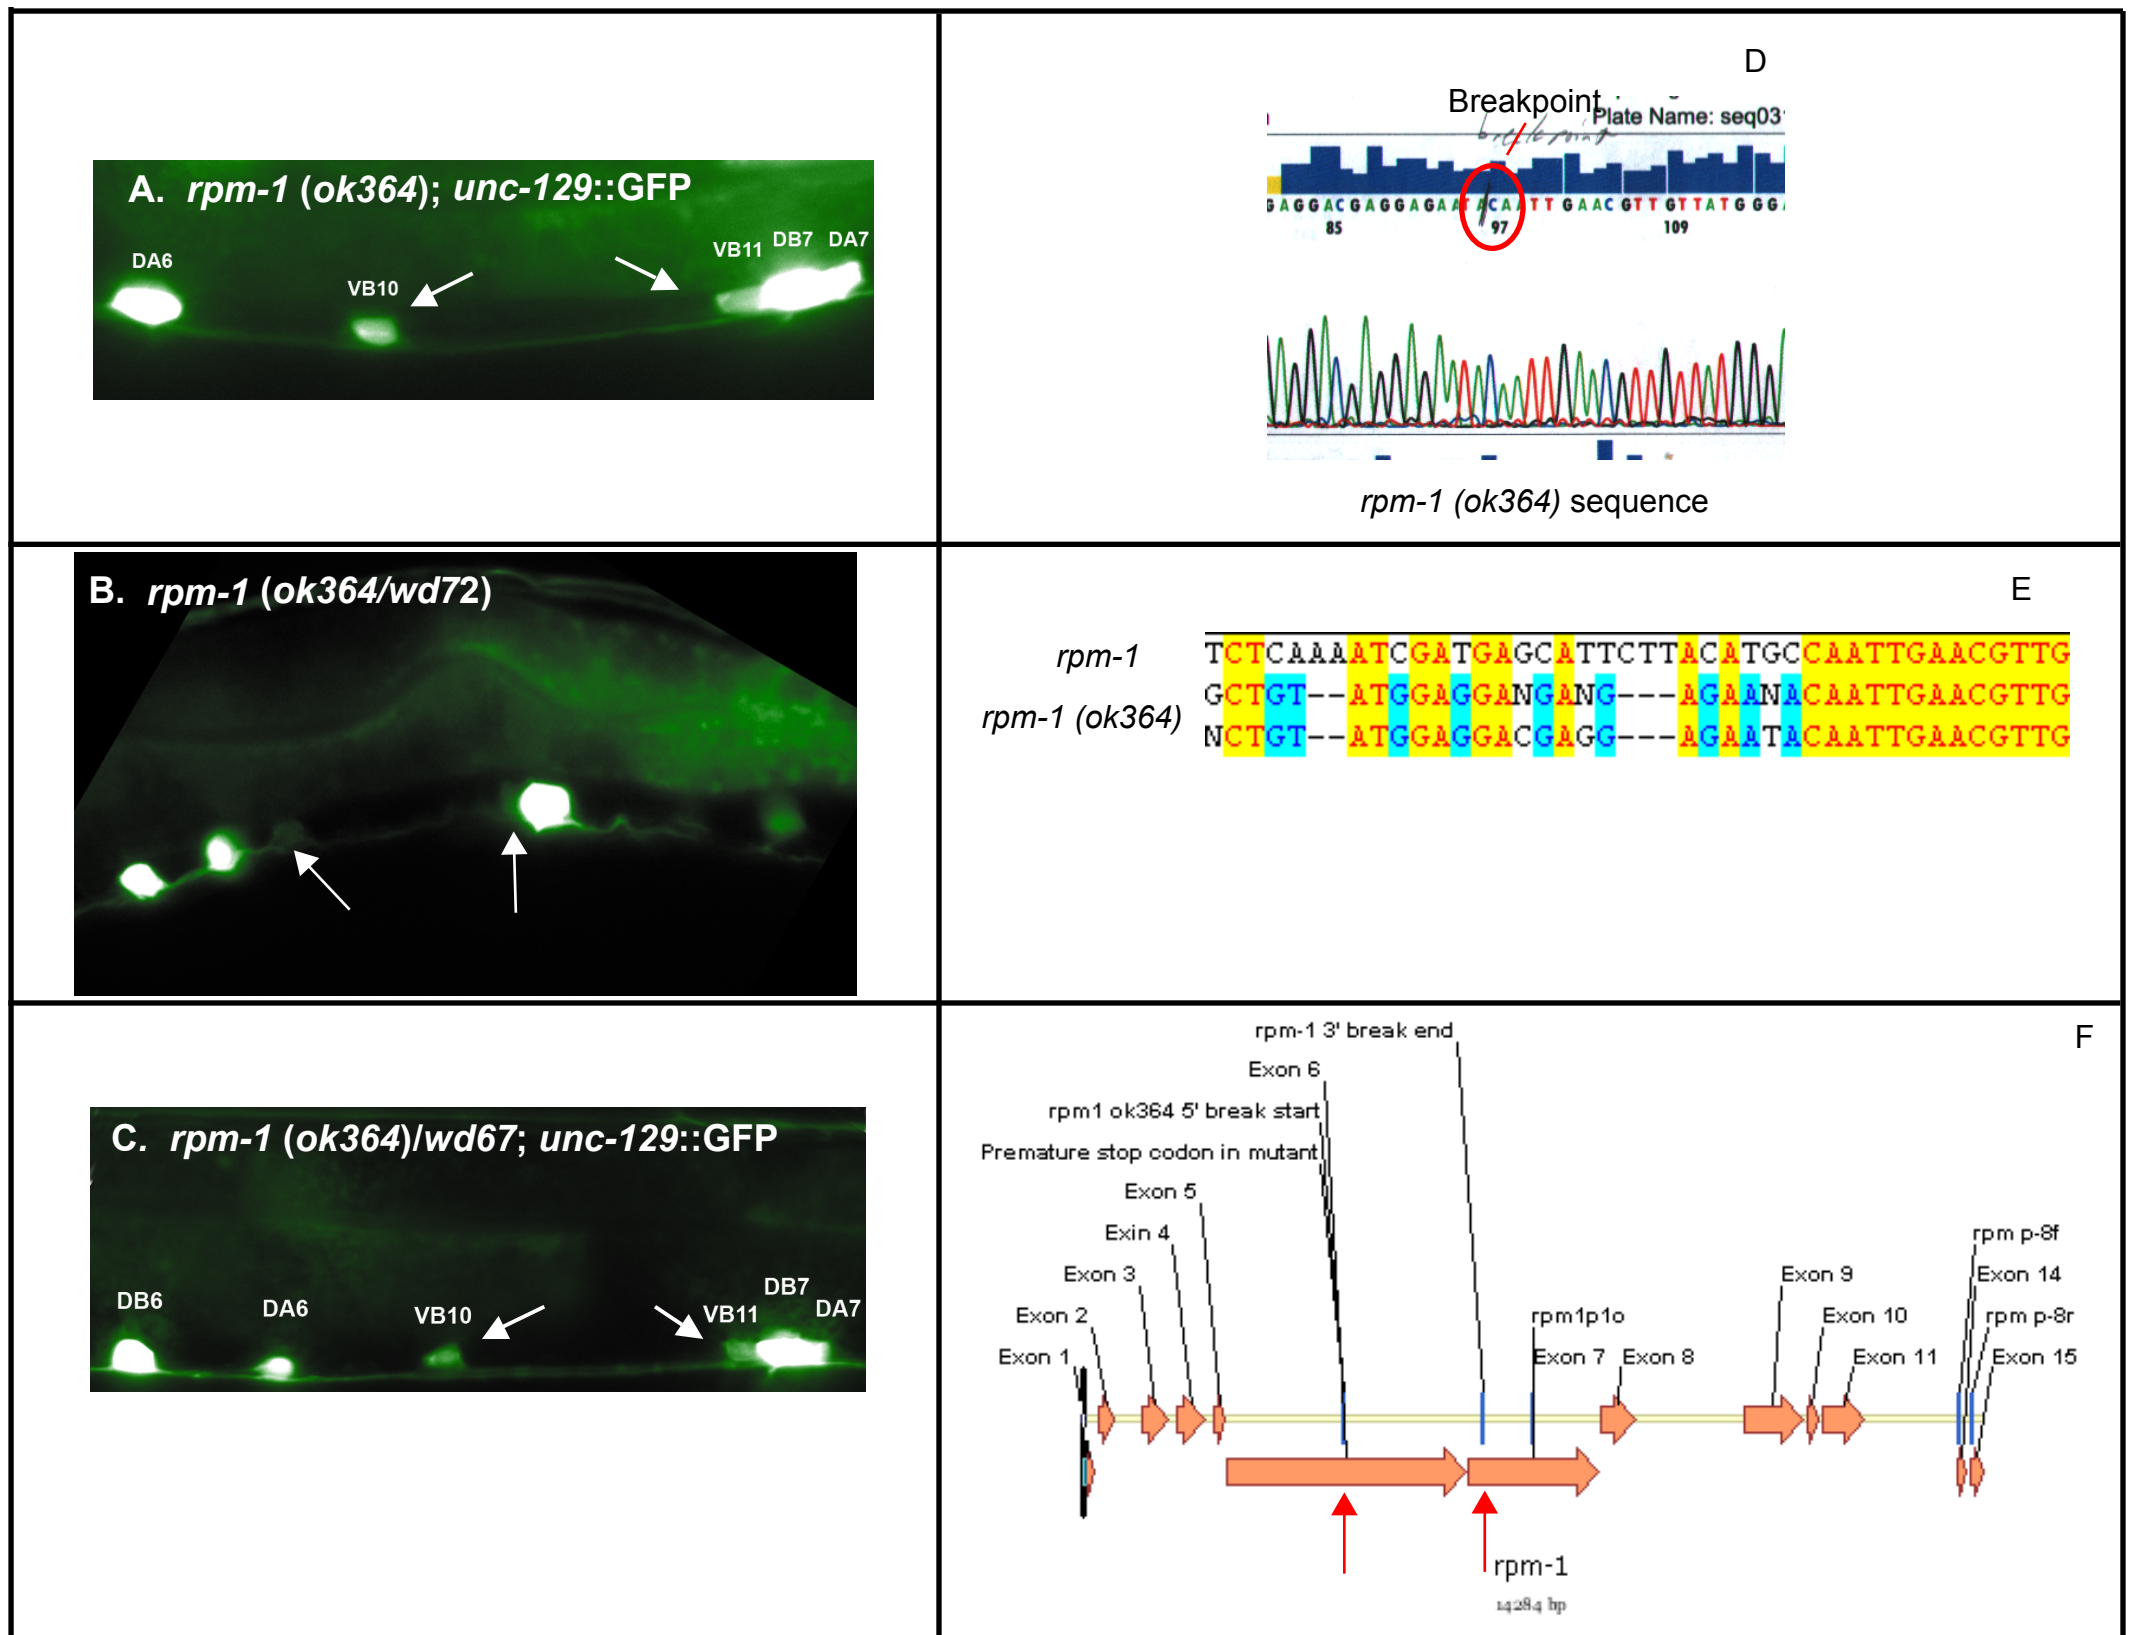 A. rpm-1 (ok364); unc-129::GFP
DA6
VB10
VB11
DB7
DA7
D
Breakpoint
breakpoint
Plate Name: seq03
GAGGACGAGGAGAATACAATTGAACGTTGTTATGGGA
85 97 109
rpm-1 (ok364) sequence
B. rpm-1 (ok364/wd72)
E
rpm-1
TCTCAAAATCGATGAGCATTCTTACATGCCAATTGAACGTTG
rpm-1 (ok364)
GCTGT--ATGGAGGANGANG---AGAANACAATTGAACGTTG
NCTGT--ATGGAGGACGAGG---AGAATACAATTGAACGTTG
C. rpm-1 (ok364)/wd67; unc-129::GFP
DB6
DA6
VB10
VB11
DB7
DA7
F
rpm-1 3' break end
Exon 6
rpm1 ok364 5' break start
Premature stop codon in mutant
Exon 5
Exin 4
Exon 3
Exon 2
Exon 1
rpm1p1o
Exon 7
Exon 8
Exon 9
Exon 10
Exon 11
rpm p-8f
Exon 14
rpm p-8r
Exon 15
rpm-1
14284 bp